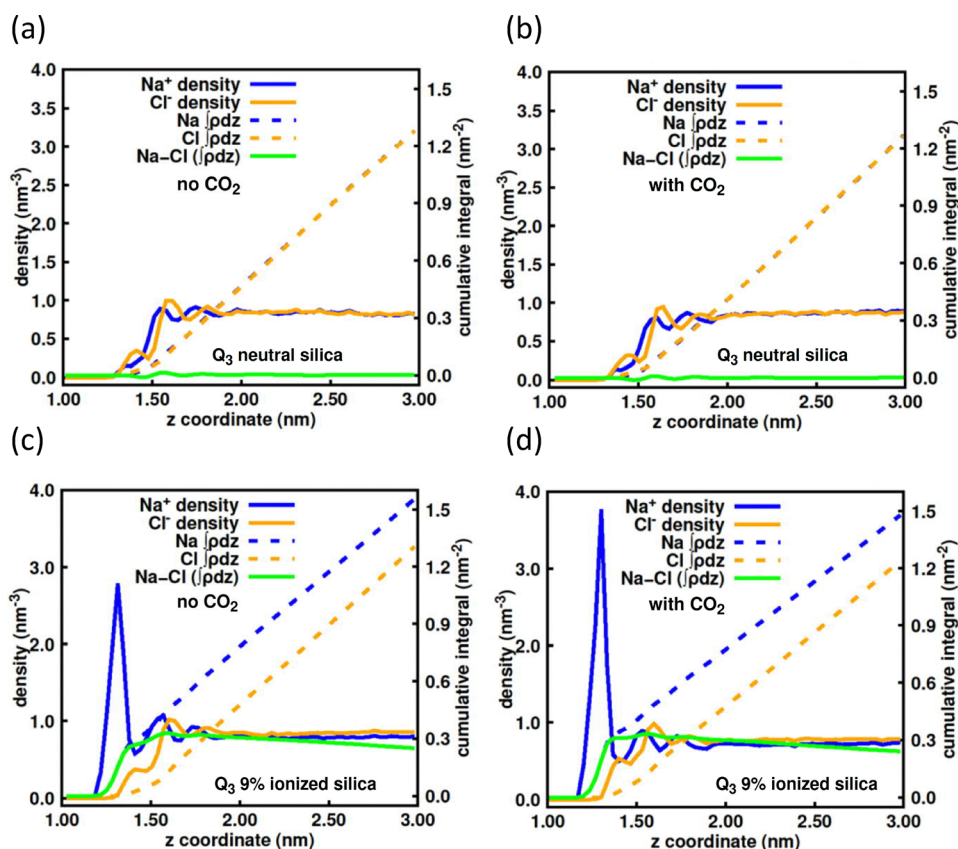 (a)
Na⁺ density
Cl⁻ density
Na ∫ρdz
Cl ∫ρdz
Na−Cl (∫ρdz)
no CO₂
Q₃ neutral silica
density (nm⁻³)
4.0
3.5
3.0
2.5
2.0
1.5
1.0
0.5
0.0
cumulative integral (nm⁻²)
1.5
1.2
0.9
0.6
0.3
0.0
1.00 1.50 2.00 2.50 3.00
z coordinate (nm)
(b)
Na⁺ density
Cl⁻ density
Na ∫ρdz
Cl ∫ρdz
Na−Cl (∫ρdz)
with CO₂
Q₃ neutral silica
density (nm⁻³)
4.0
3.5
3.0
2.5
2.0
1.5
1.0
0.5
0.0
cumulative integral (nm⁻²)
1.5
1.2
0.9
0.6
0.3
0.0
1.00 1.50 2.00 2.50 3.00
z coordinate (nm)
(c)
Na⁺ density
Cl⁻ density
Na ∫ρdz
Cl ∫ρdz
Na−Cl (∫ρdz)
no CO₂
Q₃ 9% ionized silica
density (nm⁻³)
4.0
3.0
2.0
1.0
0.0
cumulative integral (nm⁻²)
1.5
1.2
0.9
0.6
0.3
0.0
1.00 1.50 2.00 2.50 3.00
z coordinate (nm)
(d)
Na⁺ density
Cl⁻ density
Na ∫ρdz
Cl ∫ρdz
Na−Cl (∫ρdz)
with CO₂
Q₃ 9% ionized silica
density (nm⁻³)
4.0
3.5
3.0
2.5
2.0
1.5
1.0
0.5
0.0
cumulative integral (nm⁻²)
1.5
1.2
0.9
0.6
0.3
0.0
1.00 1.50 2.00 2.50 3.00
z coordinate (nm)